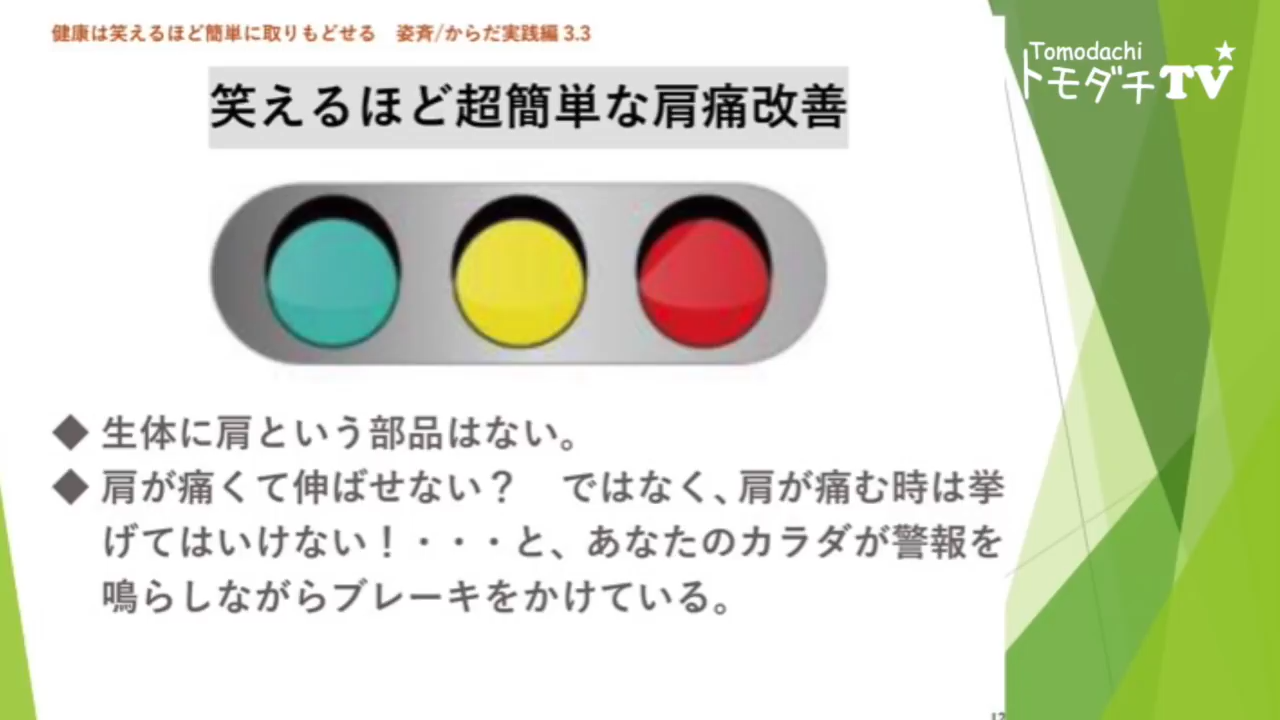 健康は笑えるほど簡単に取りもどせる　姿斉/からだ実践編 3.3
Tomodachi
トモダチTV
笑えるほど超簡単な肩痛改善
◆ 生体に肩という部品はない。
◆ 肩が痛くて伸ばせない？　ではなく、肩が痛む時は挙
げてはいけない！・・・と、あなたのカラダが警報を
鳴らしながらブレーキをかけている。